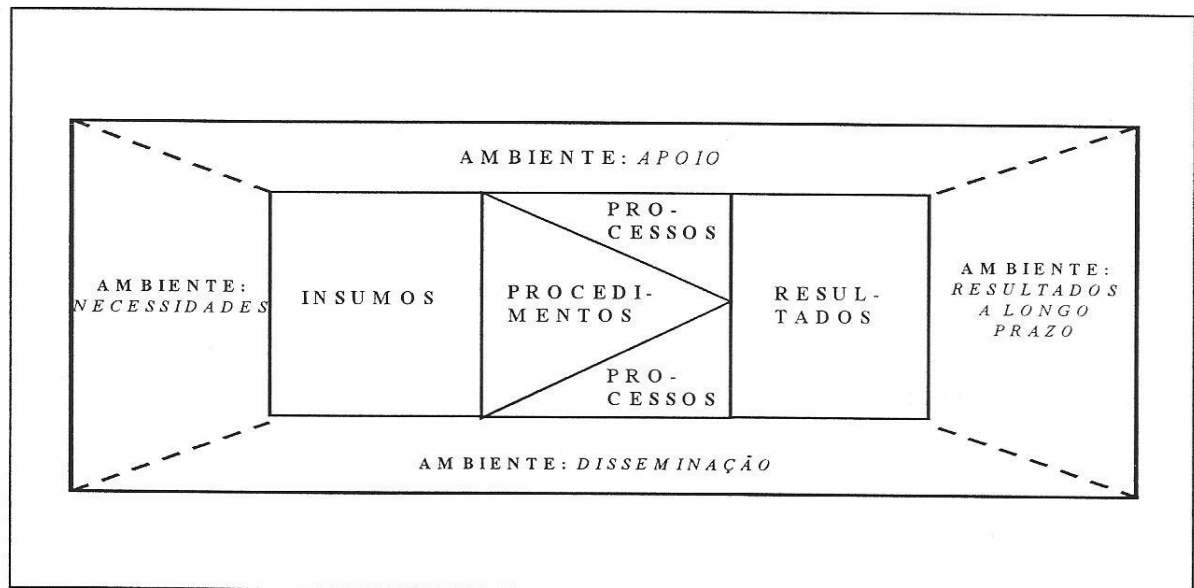 AMBIENTE: APOIO
AMBIENTE:
NECESSIDADES
INSUMOS
PRO-
CESSOS
PROCEDI-
MENTOS
PRO-
CESSOS
RESUL-
TADOS
AMBIENTE:
RESULTADOS
A LONGO
PRAZO
AMBIENTE: DISSEMINAÇÃO